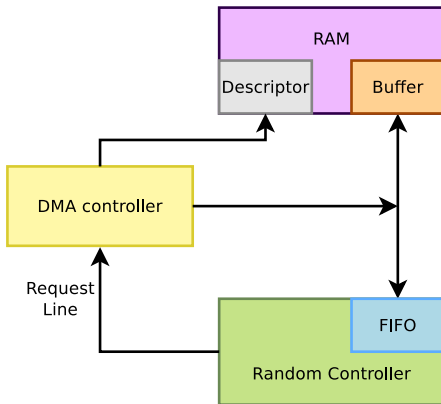 RAM
Descriptor
Buffer
DMA controller
Request
Line
FIFO
Random Controller